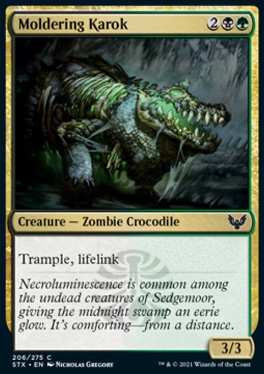 Moldering Karok 2
Creature — Zombie Crocodile
Trample, lifelink
Necroluminescence is common among
the undead creatures of Sedgemoor,
giving the midnight swamp an eerie
glow. It's comforting—from a distance.
3/3
206/275 C
STX • EN Nicholas Gregory
™ & © 2021 Wizards of the Coast